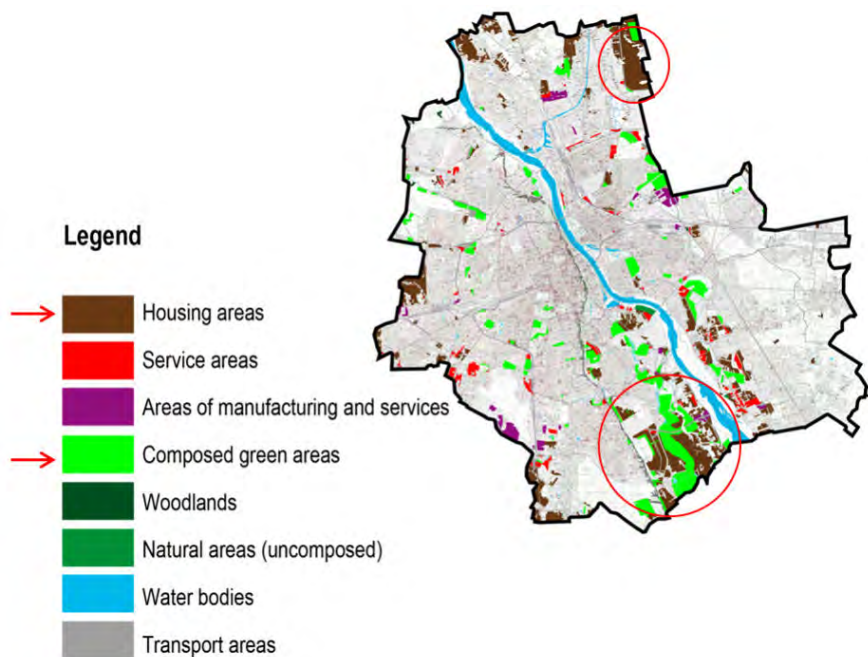 Legend
Housing areas
Service areas
Areas of manufacturing and services
Composed green areas
Woodlands
Natural areas (uncomposed)
Water bodies
Transport areas